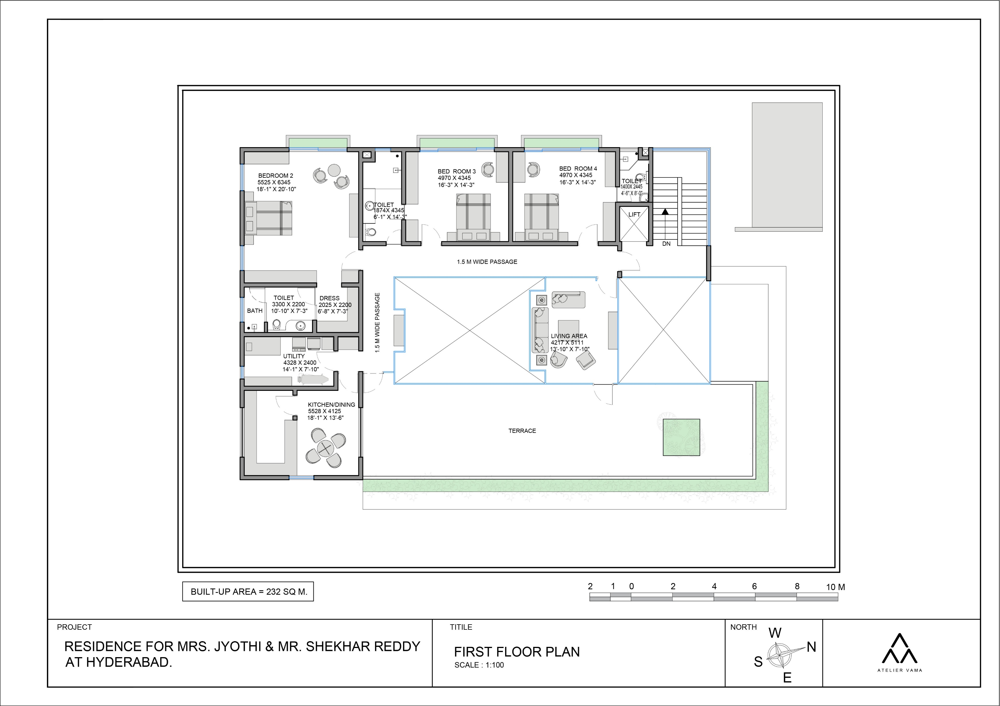 BEDROOM 2
5525 X 6345
18'-1" X 20'-10"
TOILET
1874X 4345
6'-1" X 14'-3"
BED ROOM 3
4970 X 4345
16'-3" X 14'-3"
BED ROOM 4
4970 X 4345
16'-3" X 14'-3"
TOILET
1400X 2445
4'-6" X 8'-0"
LIFT
DN
1.5 M WIDE PASSAGE
TOILET
3300 X 2200
10'-10" X 7'-3"
BATH
DRESS
2025 X 2200
6'-8" X 7'-3"
1.5 M WIDE PASSAGE
LIVING AREA
4217 X 5111
13'-10" X 7'-10"
UTILITY
4328 X 2400
14'-1" X 7'-10"
KITCHEN/DINING
5528 X 4125
18'-1" X 13'-6"
TERRACE
BUILT-UP AREA = 232 SQ M.
2 1 0 2 4 6 8 10 M
PROJECT
RESIDENCE FOR MRS. JYOTHI & MR. SHEKHAR REDDY
AT HYDERABAD.
TITILE
FIRST FLOOR PLAN
SCALE : 1:100
NORTH
W
N
S
E
ATELIER VAMA